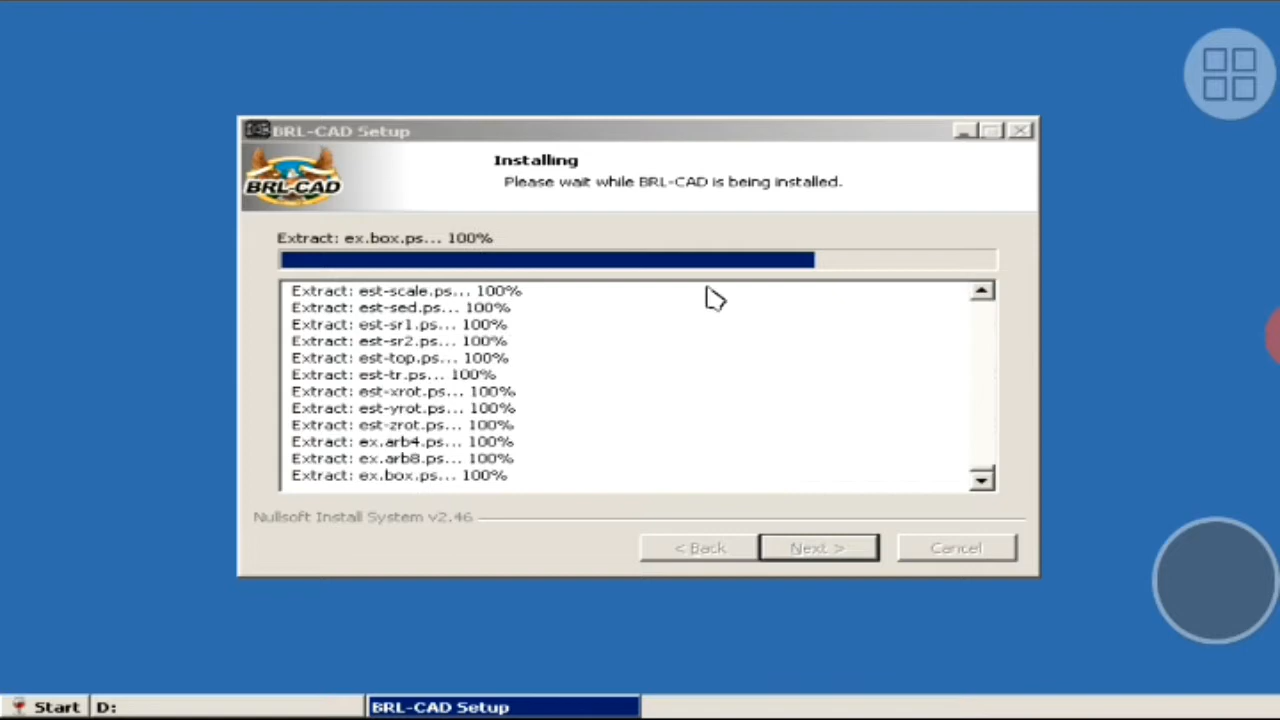 BRL-CAD Setup
BRL-CAD
Installing
Please wait while BRL-CAD is being installed.
Extract: ex.box.ps... 100%
Extract: est-scale.ps... 100%
Extract: est-sed.ps... 100%
Extract: est-sr1.ps... 100%
Extract: est-sr2.ps... 100%
Extract: est-top.ps... 100%
Extract: est-tr.ps... 100%
Extract: est-xrot.ps... 100%
Extract: est-yrot.ps... 100%
Extract: est-zrot.ps... 100%
Extract: ex.arb4.ps... 100%
Extract: ex.arb8.ps... 100%
Extract: ex.box.ps... 100%
Nullsoft Install System v2.46
< Back Next > Cancel
Start D: BRL-CAD Setup